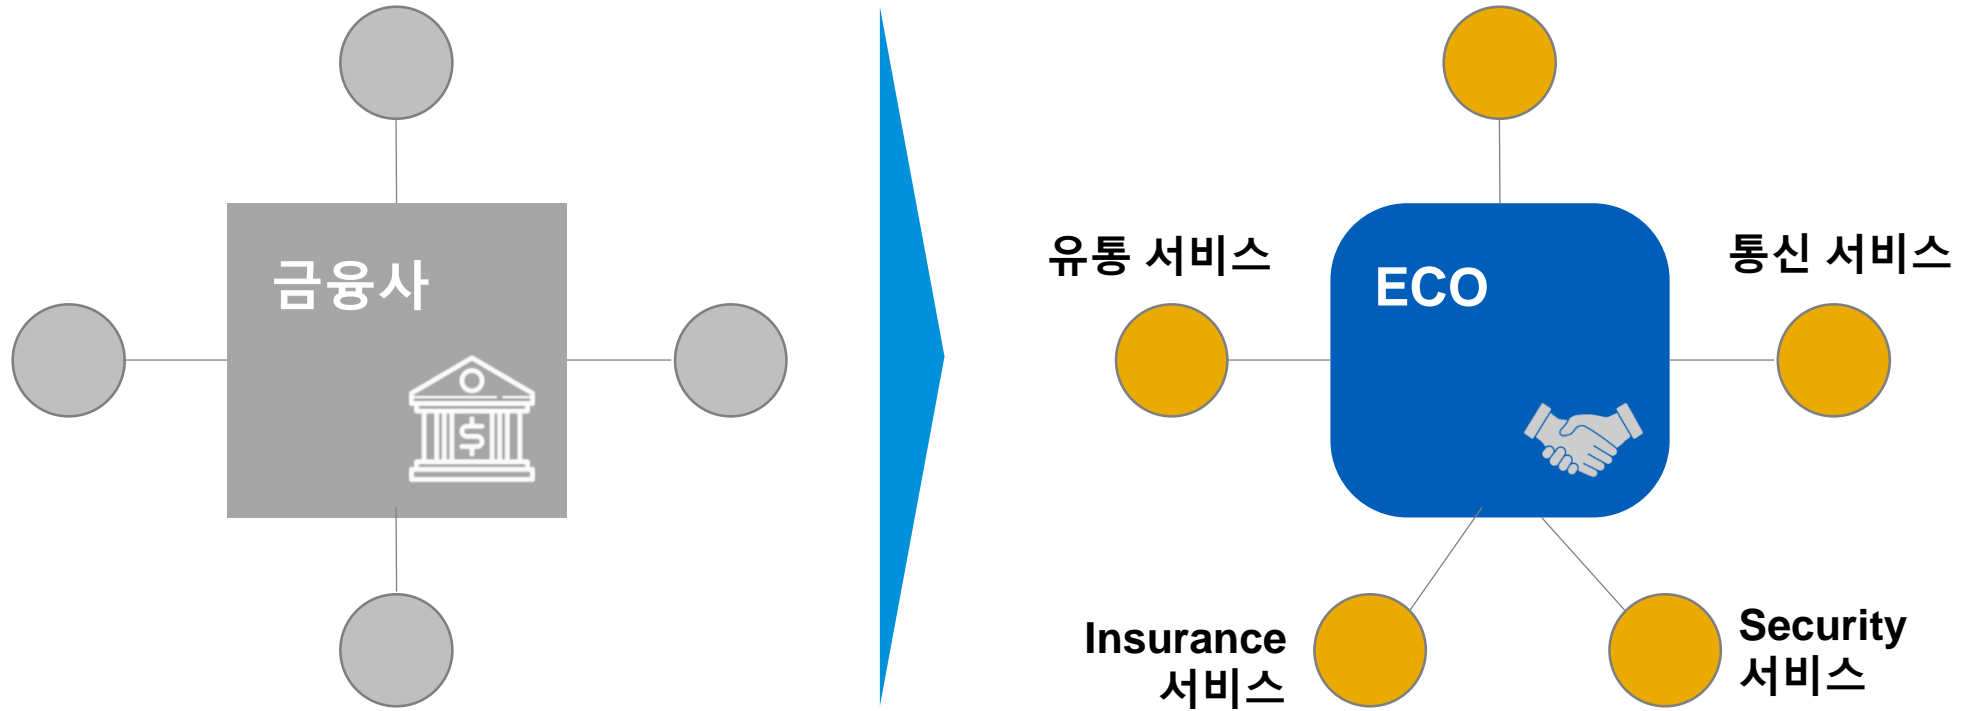 금융사
유통 서비스
ECO
통신 서비스
Insurance
서비스
Security
서비스